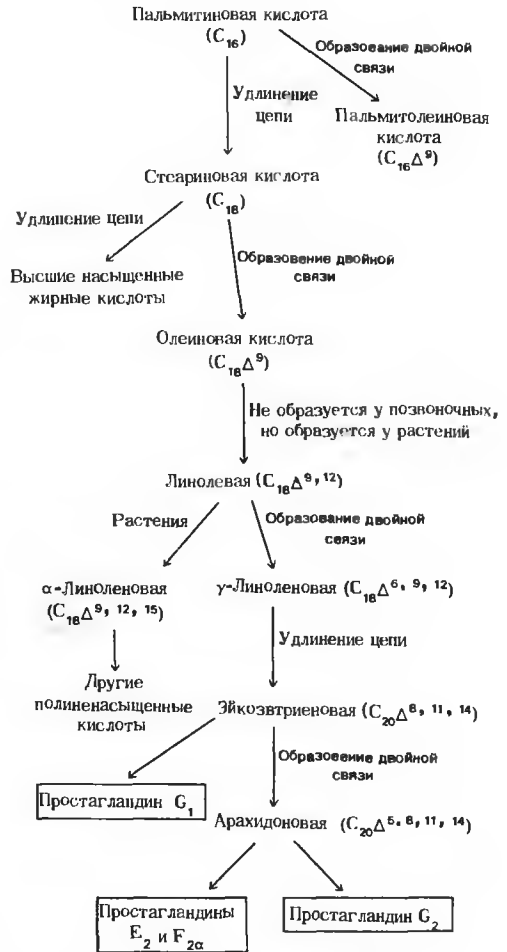 Пальмитиновая кислота
(C₁₆)
Образование двойной
связи
Удлинение
цепи
Пальмитолеиновая
кислота
(C₁₆Δ⁹)
Стеариновая кислота
(C₁₈)
Удлинение цепи
Образовение двойной
связи
Высшие насыщенные
жирные кислоты
Олеиновая кислота
(C₁₈Δ⁹)
Не образуется у позвоночных,
но образуется у растений
Линолевая (C₁₈Δ⁹, ¹²)
Растения
Образование двойной
связи
α-Линоленовая
(C₁₈Δ⁹, ¹², ¹⁵)
γ-Линоленовая (C₁₈Δ⁶, ⁹, ¹²)
Удлинение цепи
Другие
полиненасыщенные
кислоты
Эйкозвтриеновая (C₂₀Δ⁸, ¹¹, ¹⁴)
Образовение двойной
связи
Простагландин G₁
Арахидоновая (C₂₀Δ⁵, ⁸, ¹¹, ¹⁴)
Простагландины
E₂ и F₂α
Простагландин G₂